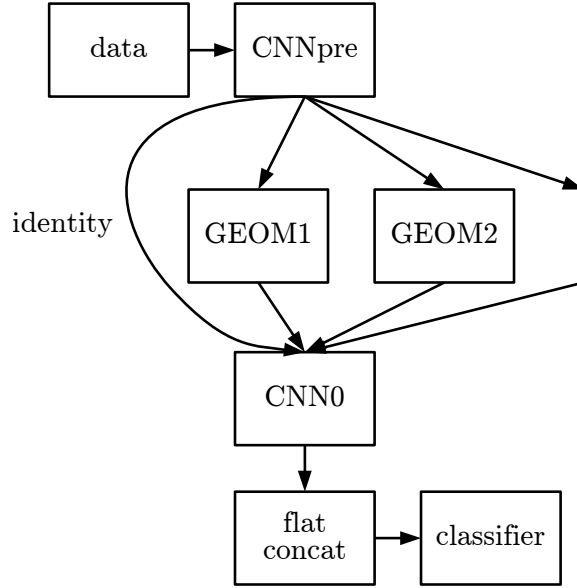 data
CNNpre
identity
GEOM1
GEOM2
CNN0
flat
concat
classifier